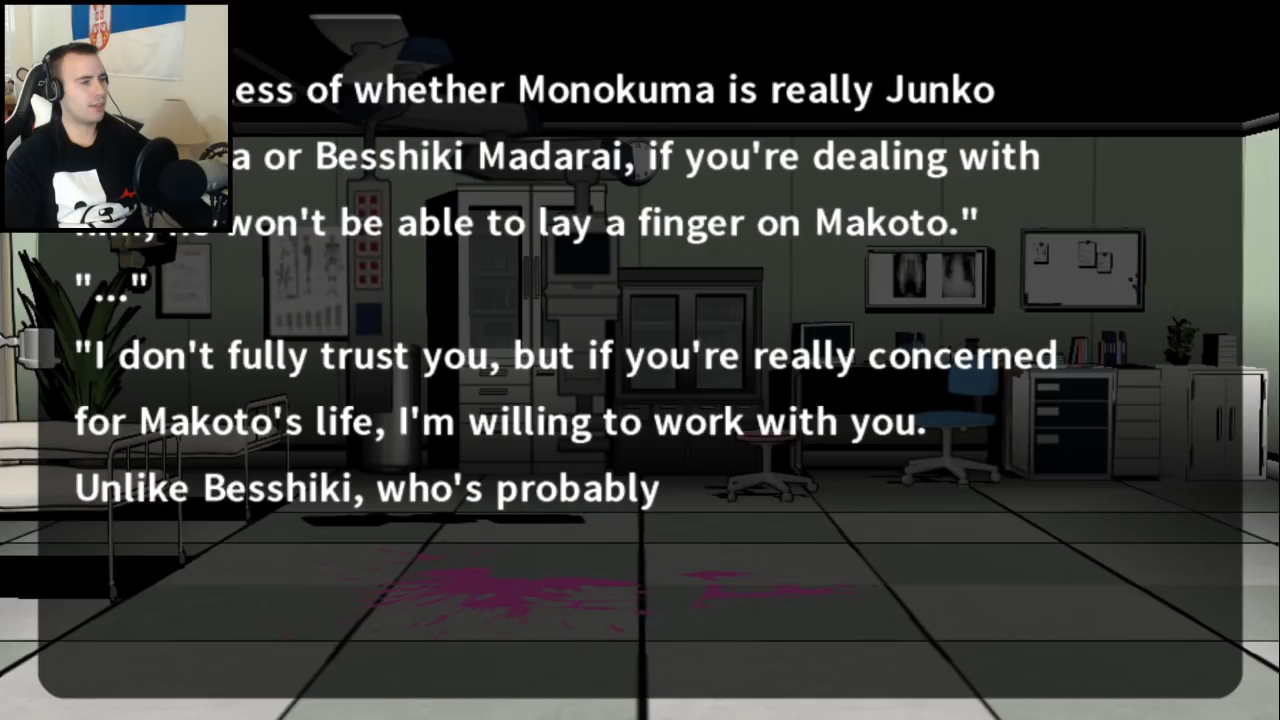 ess of whether Monokuma is really Junko
a or Besshiki Madarai, if you're dealing with
won't be able to lay a finger on Makoto."
"..."
"I don't fully trust you, but if you're really concerned
for Makoto's life, I'm willing to work with you.
Unlike Besshiki, who's probably